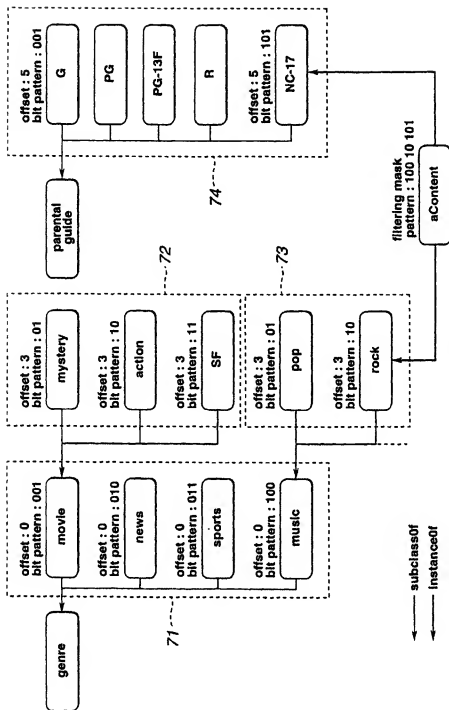 genre
71
offset : 0
bit pattern : 001
movie
offset : 0
bit pattern : 010
news
offset : 0
bit pattern : 011
sports
offset : 0
bit pattern : 100
music
72
offset : 3
bit pattern : 01
mystery
offset : 3
bit pattern : 10
action
offset : 3
bit pattern : 11
SF
73
offset : 3
bit pattern : 01
pop
offset : 3
bit pattern : 10
rock
parental
guide
74
offset : 5
bit pattern : 001
G
PG
PG-13F
R
offset : 5
bit pattern : 101
NC-17
filtering mask
pattern : 100 10 101
aContent
subclassOf
instanceOf